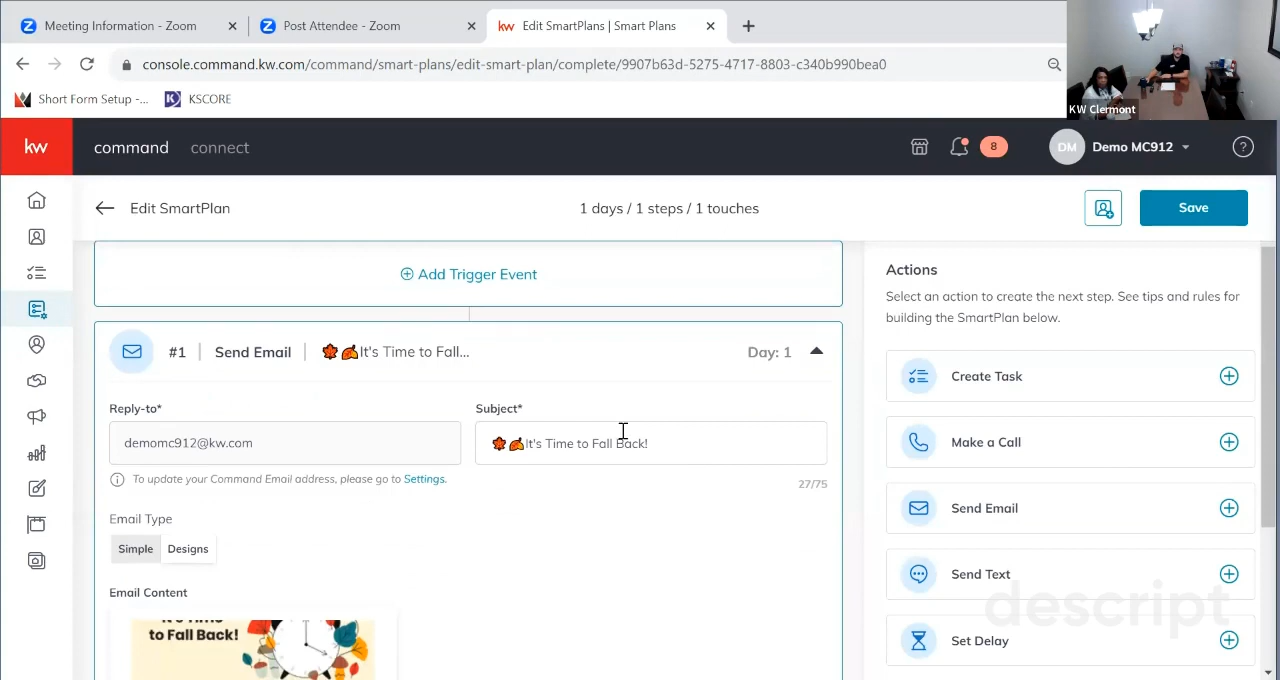 Meeting Information - Zoom
Post Attendee - Zoom
kw Edit SmartPlans | Smart Plans
console.command.kw.com/command/smart-plans/edit-smart-plan/complete/9907b63d-5275-4717-8803-c340b990bea0
Short Form Setup -...
KSCORE
KW Clermont
kw command connect
8
DM Demo MC912
?
Edit SmartPlan
1 days / 1 steps / 1 touches
Save
Add Trigger Event
#1 | Send Email | 🍁🍂It's Time to Fall... Day: 1
Reply-to*
Subject*
demomc912@kw.com
🍁🍂It's Time to Fall Back!
To update your Command Email address, please go to Settings.
27/75
Email Type
Simple Designs
Email Content
It's Time
to Fall Back!
Actions
Select an action to create the next step. See tips and rules for
building the SmartPlan below.
Create Task
Make a Call
Send Email
Send Text
Set Delay
descript